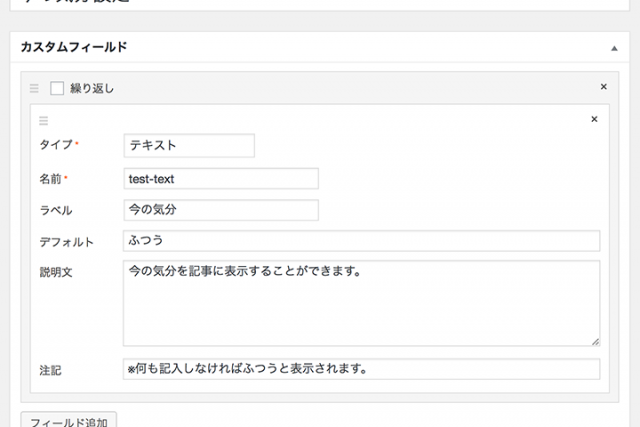 カスタムフィールド
繰り返し
タイプ* テキスト
名前* test-text
ラベル 今の気分
デフォルト ふつう
説明文 今の気分を記事に表示することができます。
注記 ※何も記入しなければふつうと表示されます。
フィールド追加